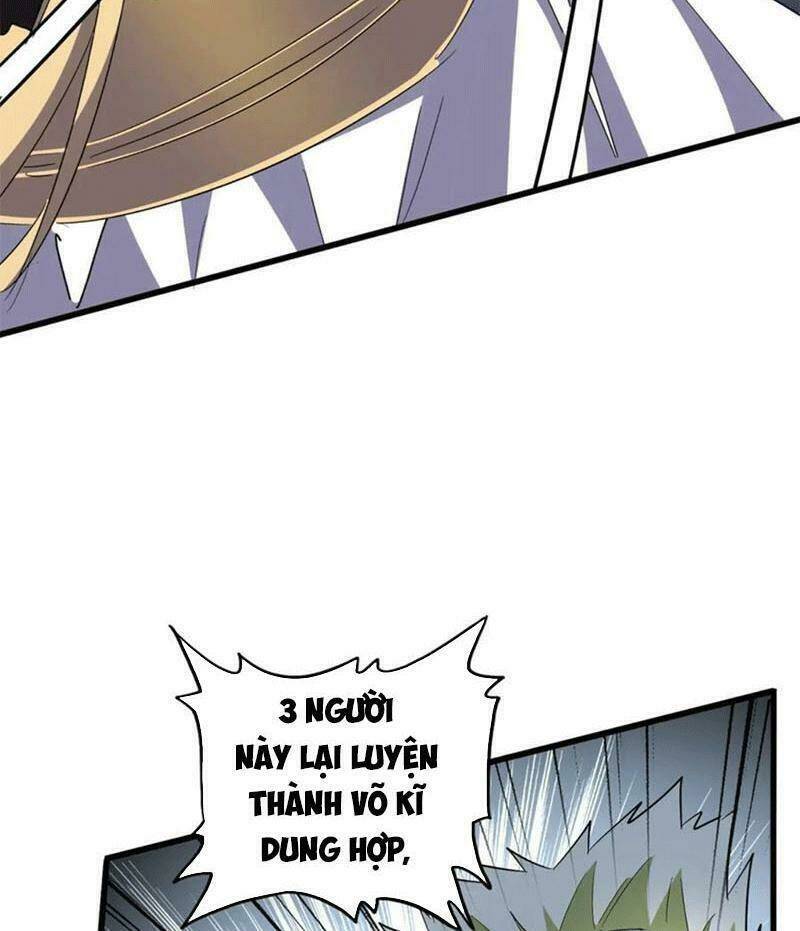 3 NGƯỜI
NÀY LẠI LUYỆN
THÀNH VÕ KĨ
DUNG HỢP,